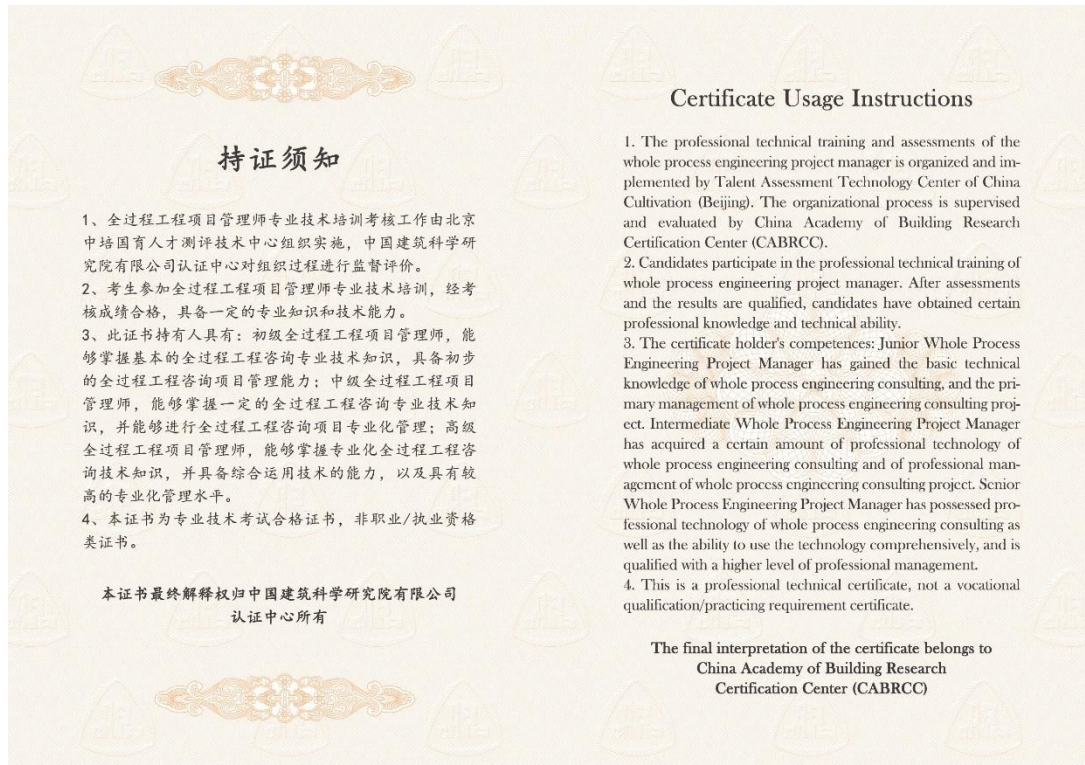 持证须知
1、全过程工程项目管理师专业技术培训考核工作由北京
中培国育人才测评技术中心组织实施，中国建筑科学研
究院有限公司认证中心对组织过程进行监督评价。
2、考生参加全过程工程项目管理师专业技术培训，经考
核成绩合格，具备一定的专业知识和技术能力。
3、此证书持有人具有：初级全过程工程项目管理师，能
够掌握基本的全过程工程咨询专业技术知识，具备初步
的全过程工程咨询项目管理能力；中级全过程工程项目
管理师，能够掌握一定的全过程工程咨询专业技术知
识，并能够进行全过程工程咨询项目专业化管理；高级
全过程工程项目管理师，能够掌握专业化全过程工程咨
询技术知识，并具备综合运用技术的能力，以及具有较
高的专业化管理水平。
4、本证书为专业技术考试合格证书，非职业/执业资格
类证书。
本证书最终解释权归中国建筑科学研究院有限公司
认证中心所有
Certificate Usage Instructions
1. The professional technical training and assessments of the
whole process engineering project manager is organized and im-
plemented by Talent Assessment Technology Center of China
Cultivation (Beijing). The organizational process is supervised
and evaluated by China Academy of Building Research
Certification Center (CABRCC).
2. Candidates participate in the professional technical training of
whole process engineering project manager. After assessments
and the results are qualified, candidates have obtained certain
professional knowledge and technical ability.
3. The certificate holder's competences: Junior Whole Process
Engineering Project Manager has gained the basic technical
knowledge of whole process engineering consulting, and the pri-
mary management of whole process engineering consulting proj-
ect. Intermediate Whole Process Engineering Project Manager
has acquired a certain amount of professional technology of
whole process engineering consulting and of professional man-
agement of whole process engineering consulting project. Senior
Whole Process Engineering Project Manager has possessed pro-
fessional technology of whole process engineering consulting as
well as the ability to use the technology comprehensively, and is
qualified with a higher level of professional management.
4. This is a professional technical certificate, not a vocational
qualification/practicing requirement certificate.
The final interpretation of the certificate belongs to
China Academy of Building Research
Certification Center (CABRCC)